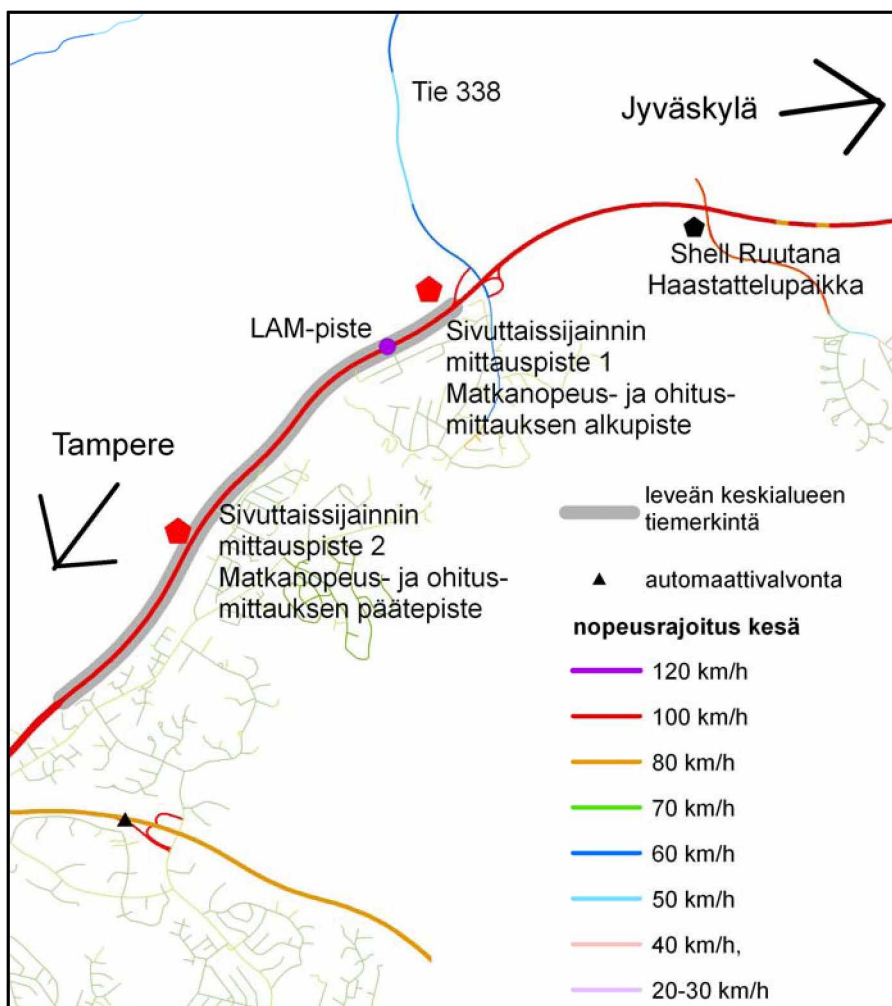 Tie 338
Jyväskylä
Shell Ruutana
Haastattelupaikka
LAM-piste
Sivuttaissijainnin
mittauspiste 1
Matkanopeus- ja ohitus-
mittauksen alkupiste
Tampere
Sivuttaissijainnin
mittauspiste 2
Matkanopeus- ja ohitus-
mittauksen päätepiste
leveän keskialueen
tiemerkintä
automaattivalvonta
nopeusrajoitus kesä
120 km/h
100 km/h
80 km/h
70 km/h
60 km/h
50 km/h
40 km/h,
20-30 km/h